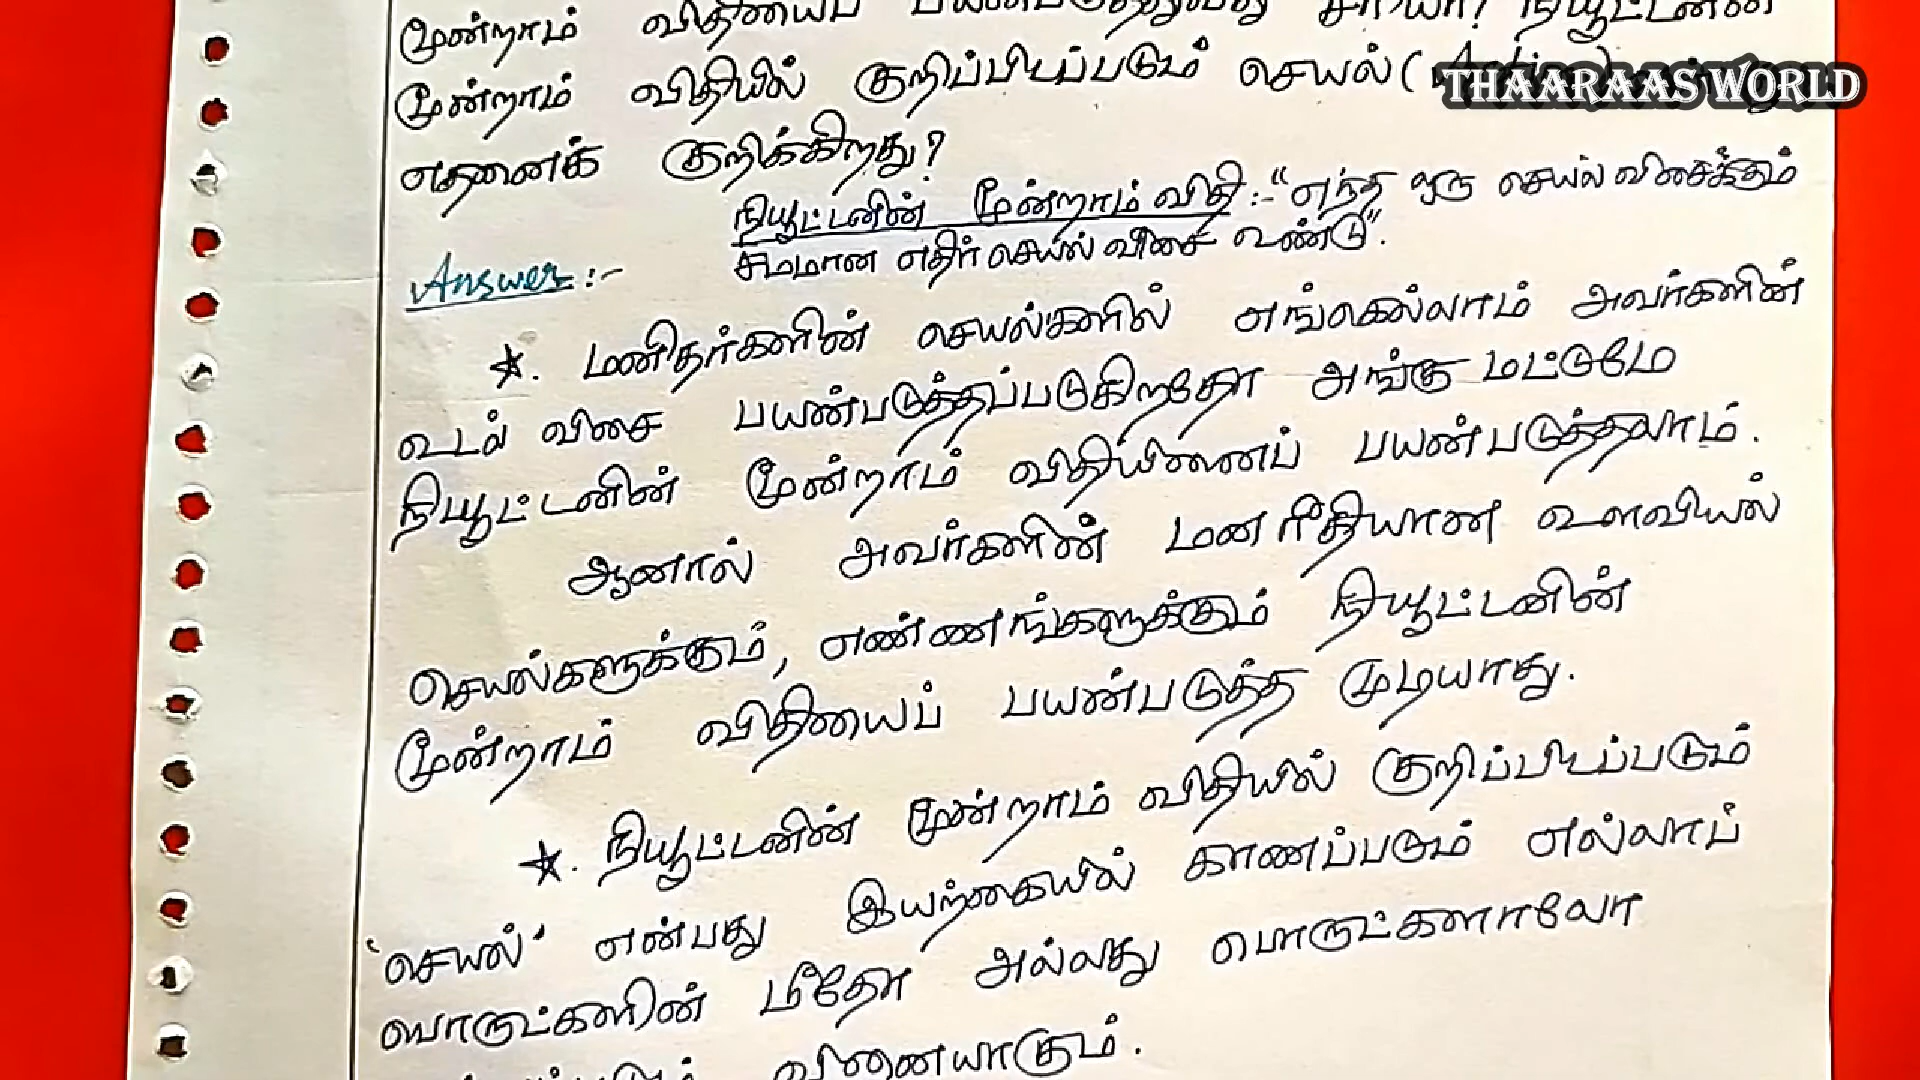 மூன்றாம் விதியைப் பயன்படுத்துவது சரியா? நியூட்டனின்
மூன்றாம் விதியில் குறிப்பிடப்படும் செயல் (
THAARAAS WORLD
எதனைக் குறிக்கிறது?
நியூட்டனின் மூன்றாம் விதி :- "எந்த ஒரு செயல் விசைக்கும்
சமமான எதிர் செயல் விசை உண்டு".
Answer :-
★. மனிதர்களின் செயல்களில் எங்கெல்லாம் அவர்களின்
உடல் விசை பயன்படுத்தப்படுகிறதோ அங்கு மட்டுமே
நியூட்டனின் மூன்றாம் விதியினைப் பயன்படுத்தலாம்.
ஆனால் அவர்களின் மனரீதியான உளவியல்
செயல்களுக்கும், எண்ணங்களுக்கும் நியூட்டனின்
மூன்றாம் விதியைப் பயன்படுத்த முடியாது.
★. நியூட்டனின் மூன்றாம் விதியில் குறிப்பிடப்படும்
'செயல்' என்பது இயற்கையில் காணப்படும் எல்லாப்
பொருட்களின் மீதோ அல்லது பொருட்களாலோ
வினையாகும்.